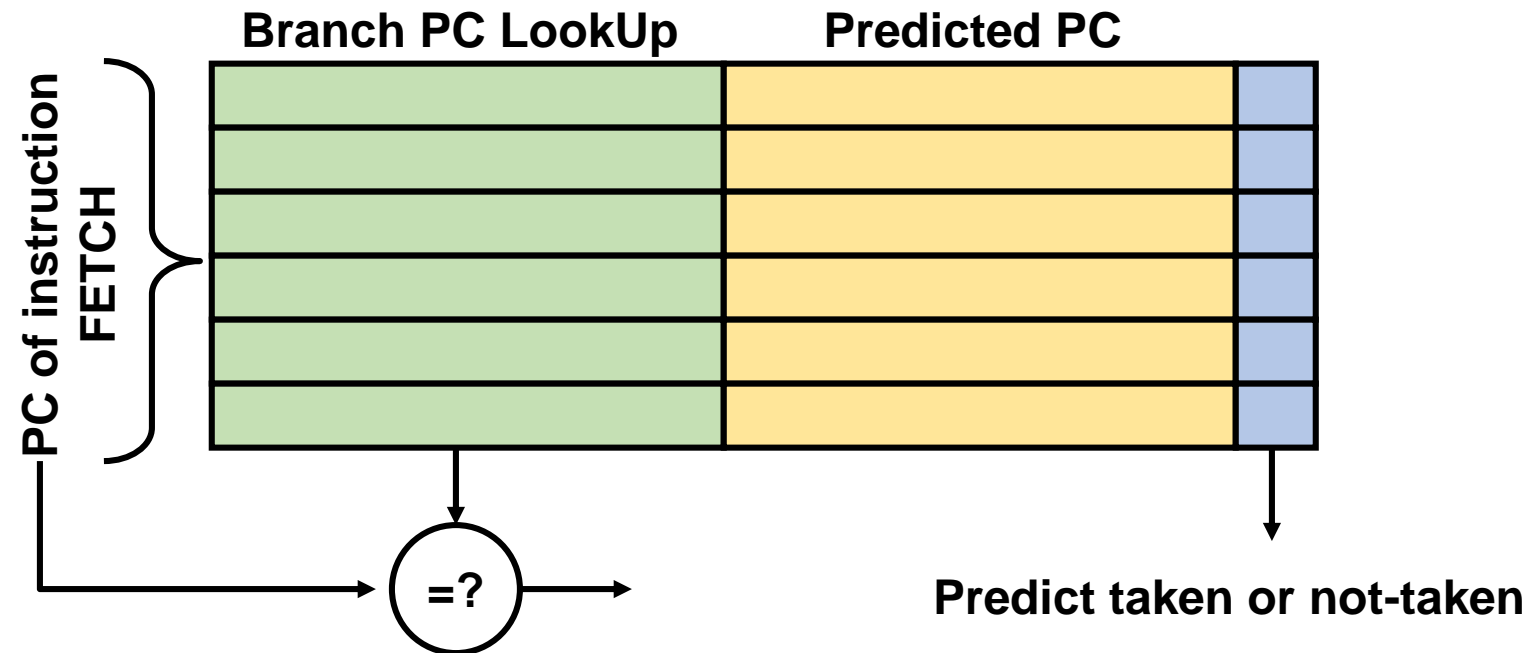 Branch PC LookUp
Predicted PC
PC of instruction
FETCH
=?
Predict taken or not-taken